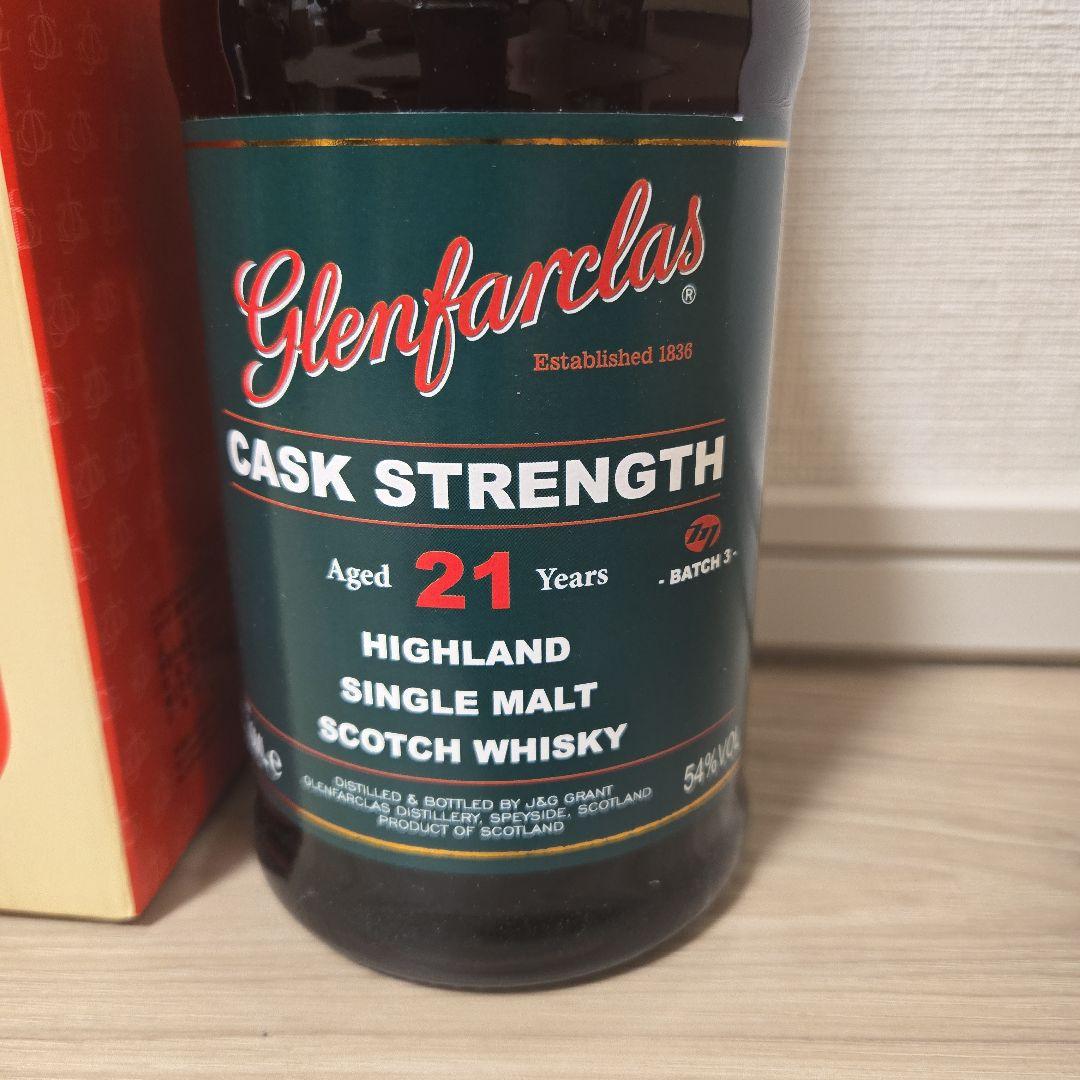 Glenfarclas
®
Established 1836
CASK STRENGTH
Aged 21 Years
- BATCH 3 -
HIGHLAND
SINGLE MALT
SCOTCH WHISKY
54%VOL
DISTILLED & BOTTLED BY J&G GRANT
GLENFARCLAS DISTILLERY, SPEYSIDE, SCOTLAND
PRODUCT OF SCOTLAND